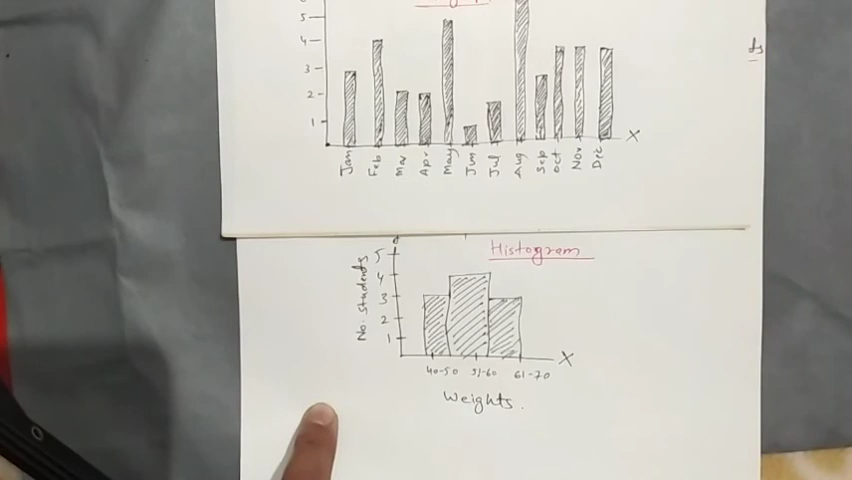 5
4
3
2
1
X
Jan Feb Mar Apr May Jun Jul Aug Sep Oct Nov Dec
Histogram
No. students
5
4
3
2
1
X
40-50 51-60 61-70
Weights.